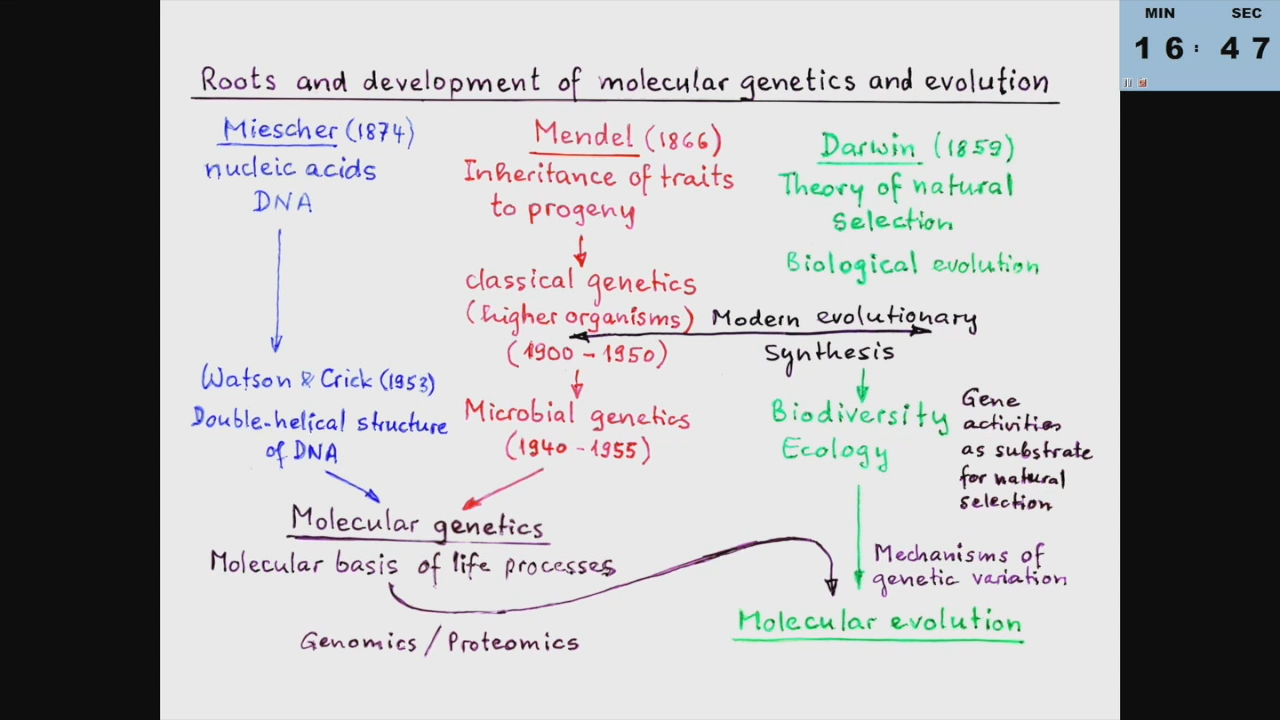 MIN SEC
16:47
Roots and development of molecular genetics and evolution
Miescher (1874)
nucleic acids
DNA
Watson & Crick (1953)
Double-helical structure
of DNA
Mendel (1866)
Inheritance of traits
to progeny
classical genetics
(higher organisms)
(1900 - 1950)
Microbial genetics
(1940 - 1955)
Darwin (1859)
Theory of natural
selection
Biological evolution
Modern evolutionary
Synthesis
Biodiversity
Ecology
Gene
activities
as substrate
for natural
selection
Molecular genetics
Molecular basis of life processes
Genomics / Proteomics
Mechanisms of
genetic variation
Molecular evolution